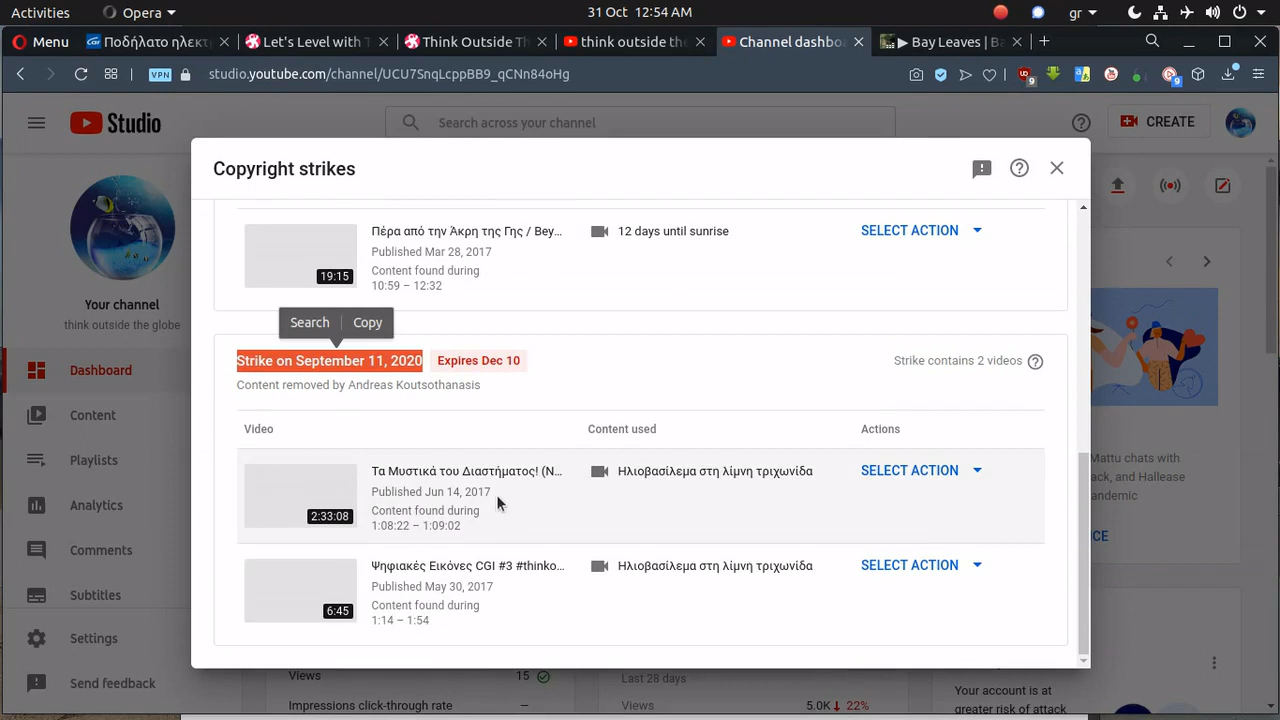 Activities
Opera
31 Oct 12:54 AM
gr
Menu
Ποδήλατο ηλεκτ
Let's Level with T
Think Outside Th
think outside the
Channel dashbo
▶ Bay Leaves | Ba
VPN
studio.youtube.com/channel/UCU7SnqLcppBB9_qCNn84oHg
9
9
Studio
Search across your channel
CREATE
Copyright strikes
Πέρα από την Άκρη της Γης / Bey...
12 days until sunrise
SELECT ACTION
Published Mar 28, 2017
Content found during
19:15
10:59 – 12:32
Search
Copy
Strike on September 11, 2020
Expires Dec 10
Strike contains 2 videos
Content removed by Andreas Koutsothanasis
Video
Content used
Actions
Τα Μυστικά του Διαστήματος! (Ν...
Ηλιοβασίλεμα στη λίμνη τριχωνίδα
SELECT ACTION
Published Jun 14, 2017
Content found during
2:33:08
1:08:22 – 1:09:02
Ψηφιακές Εικόνες CGI #3 #thinko...
Ηλιοβασίλεμα στη λίμνη τριχωνίδα
SELECT ACTION
Published May 30, 2017
Content found during
6:45
1:14 – 1:54
Your channel
think outside the globe
Dashboard
Content
Playlists
Analytics
Comments
Subtitles
Settings
Send feedback
Mattu chats with
ack, and Hallease
andemic
CE
Views
15
Impressions click-through rate
—
Last 28 days
Views
5.0K
22%
Your account is at
greater risk of attack